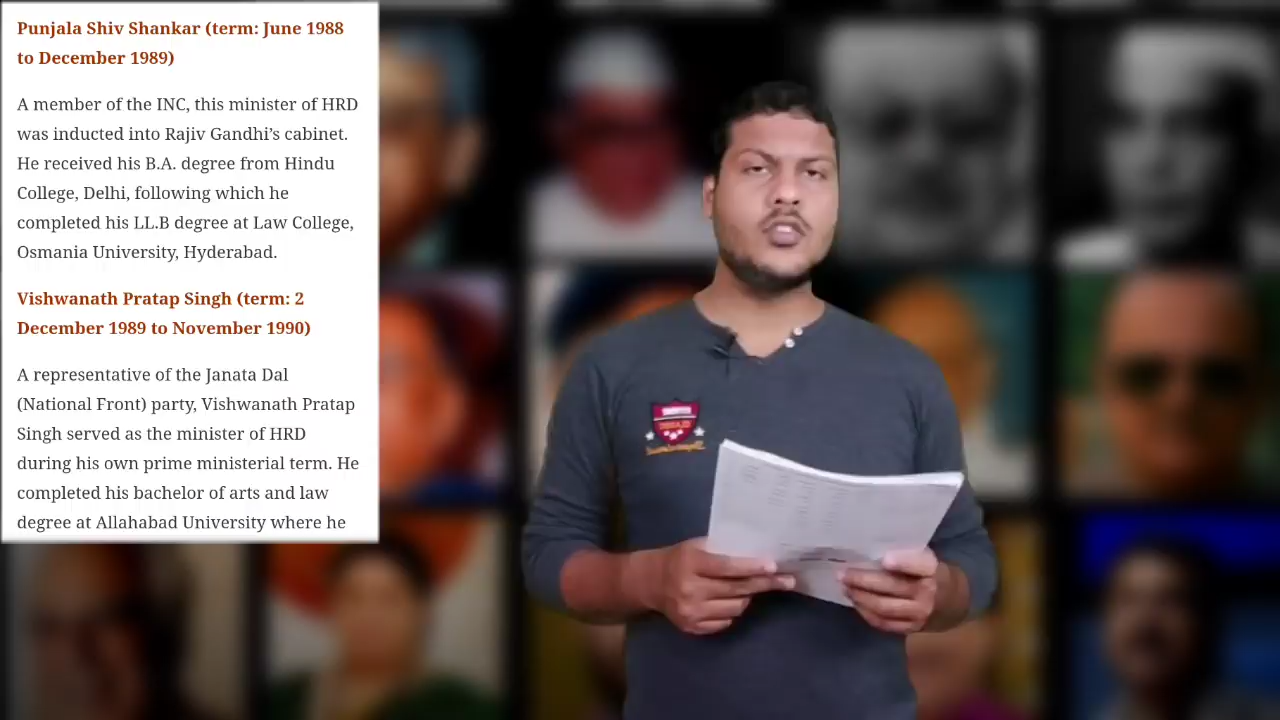 Punjala Shiv Shankar (term: June 1988
to December 1989)
A member of the INC, this minister of HRD
was inducted into Rajiv Gandhi’s cabinet.
He received his B.A. degree from Hindu
College, Delhi, following which he
completed his LL.B degree at Law College,
Osmania University, Hyderabad.
Vishwanath Pratap Singh (term: 2
December 1989 to November 1990)
A representative of the Janata Dal
(National Front) party, Vishwanath Pratap
Singh served as the minister of HRD
during his own prime ministerial term. He
completed his bachelor of arts and law
degree at Allahabad University where he